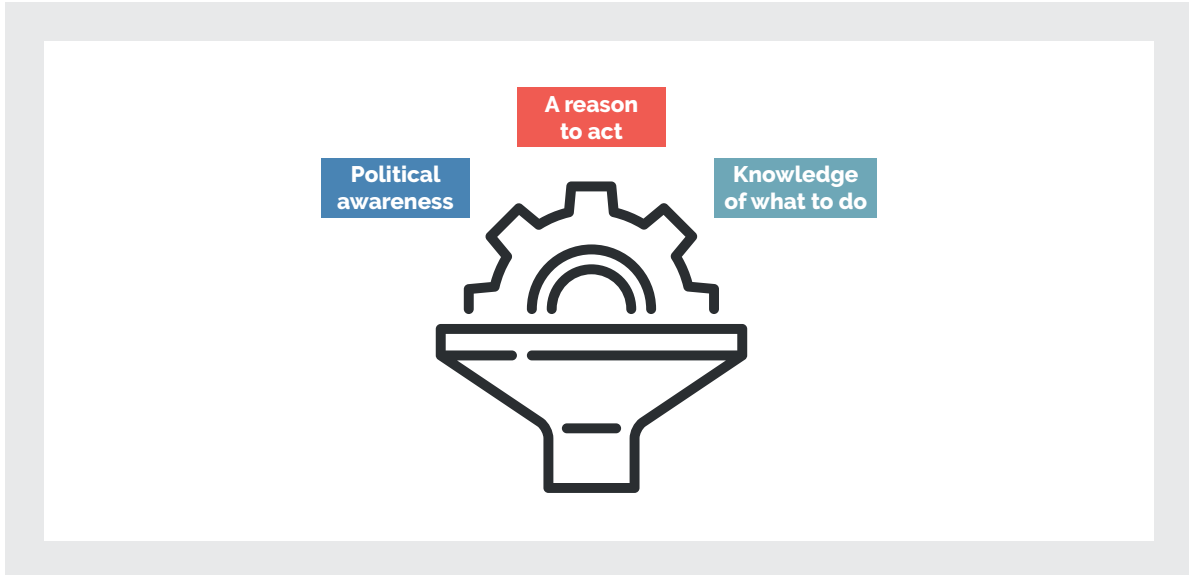 A reason
to act
Political
awareness
Knowledge
of what to do